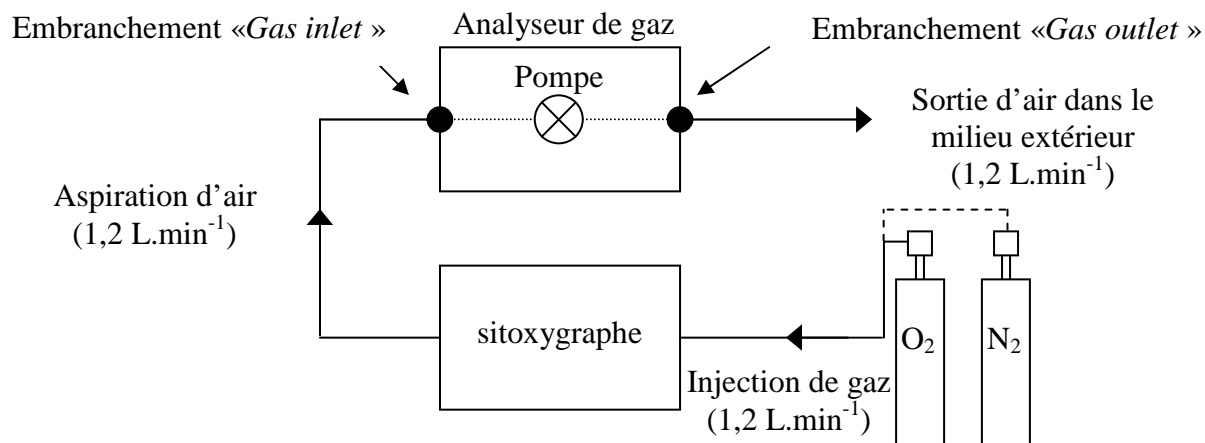 Embranchement «Gas inlet »
Analyseur de gaz
Embranchement «Gas outlet »
Pompe
Sortie d'air dans le
milieu extérieur
(1,2 L.min-1)
Aspiration d'air
(1,2 L.min-1)
sitoxygraphe
O2
N2
Injection de gaz
(1,2 L.min-1)